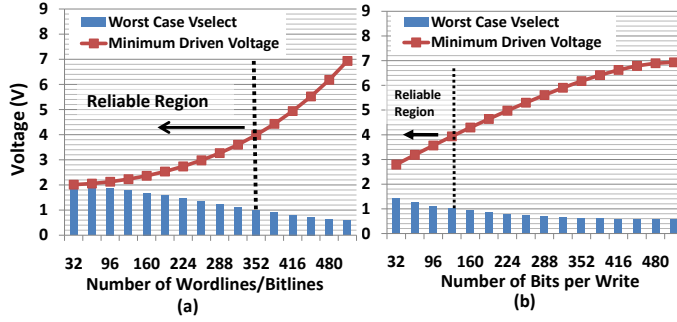 Worst Case Vselect
Minimum Driven Voltage
Reliable Region
Voltage (V)
9
8
7
6
5
4
3
2
1
0
32 96 160 224 288 352 416 480
Number of Wordlines/Bitlines
(a)
Worst Case Vselect
Minimum Driven Voltage
Reliable
Region
9
8
7
6
5
4
3
2
1
0
32 96 160 224 288 352 416 480
Number of Bits per Write
(b)